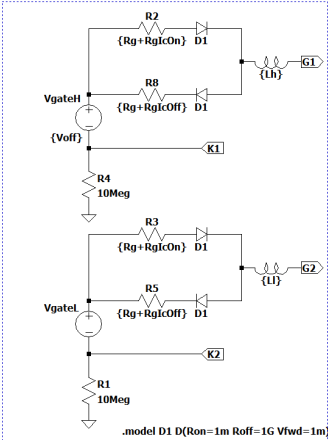 R2
{Rg+RgIcOn} D1
G1
{Lh}
R8
{Rg+RgIcOff} D1
VgateH
+
{Voff}
−
K1
R4
10Meg
R3
{Rg+RgIcOn} D1
G2
{Ll}
R5
{Rg+RgIcOff} D1
VgateL
+
−
K2
R1
10Meg
.model D1 D(Ron=1m Roff=1G Vfwd=1m)